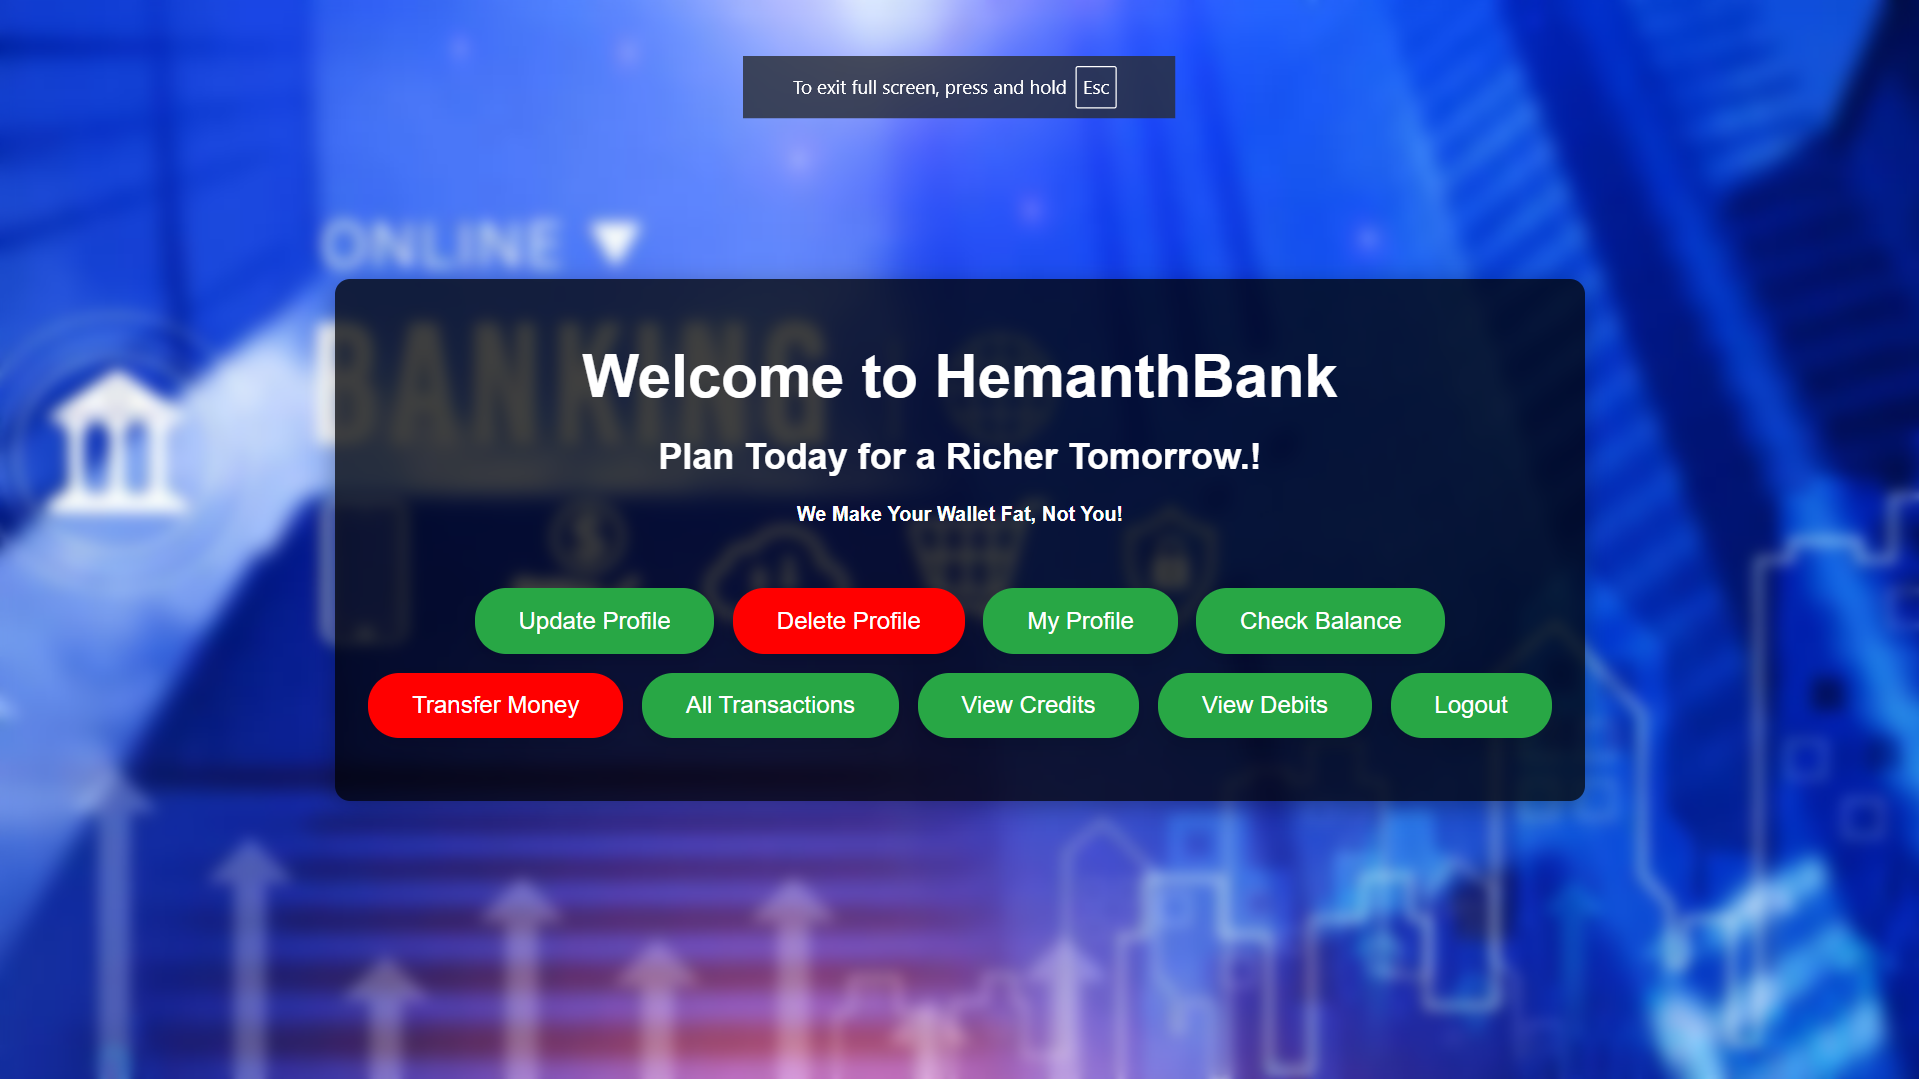 To exit full screen, press and hold Esc
ONLINE
BANKING
Welcome to HemanthBank
Plan Today for a Richer Tomorrow.!
We Make Your Wallet Fat, Not You!
Update Profile Delete Profile My Profile Check Balance
Transfer Money All Transactions View Credits View Debits Logout